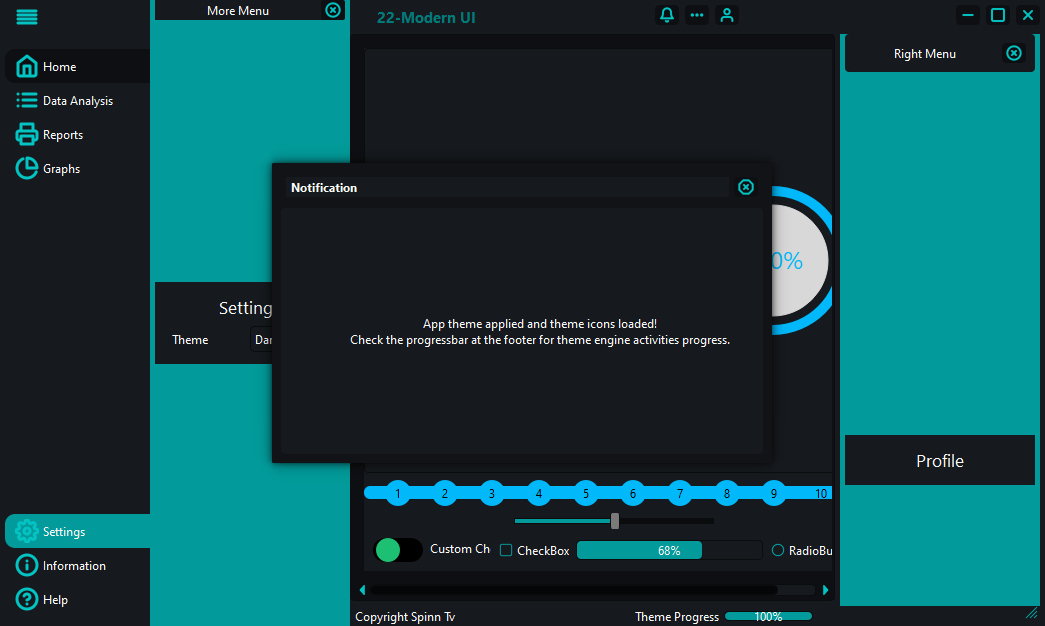 More Menu
22-Modern UI
Right Menu
Home
Data Analysis
Reports
Graphs
Notification
App theme applied and theme icons loaded!
Check the progressbar at the footer for theme engine activities progress.
0%
Setting
Theme
Dar
Profile
1 2 3 4 5 6 7 8 9 10
Custom Ch
CheckBox
68%
RadioBu
Settings
Information
Help
Copyright Spinn Tv
Theme Progress
100%